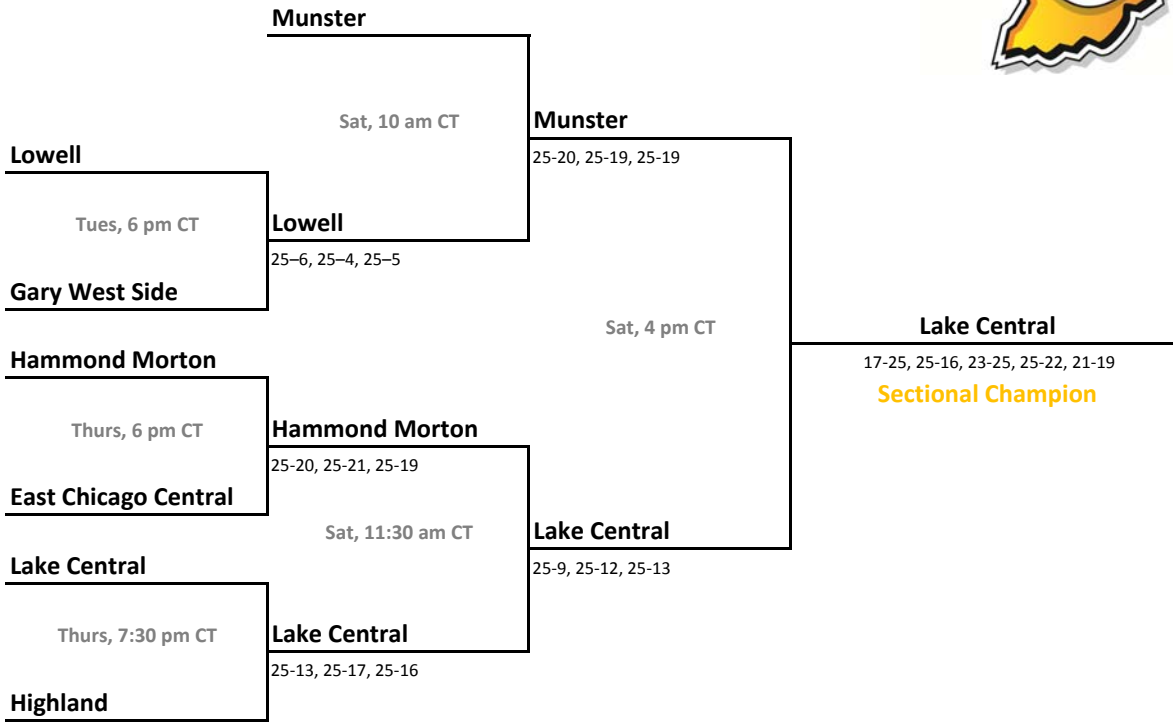 Munster
Sat, 10 am CT
Munster
25-20, 25-19, 25-19
Lowell
Tues, 6 pm CT
Lowell
25–6, 25–4, 25–5
Gary West Side
Sat, 4 pm CT
Lake Central
17-25, 25-16, 23-25, 25-22, 21-19
Sectional Champion
Hammond Morton
Thurs, 6 pm CT
Hammond Morton
25-20, 25-21, 25-19
East Chicago Central
Sat, 11:30 am CT
Lake Central
25-9, 25-12, 25-13
Lake Central
Thurs, 7:30 pm CT
Lake Central
25-13, 25-17, 25-16
Highland